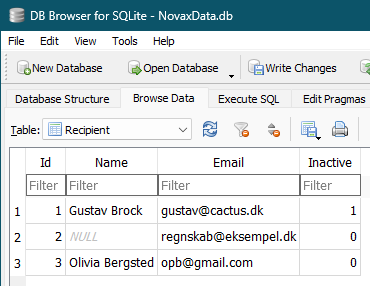 DB Browser for SQLite - NovaxData.db
File Edit View Tools Help
New Database Open Database Write Changes
Database Structure Browse Data Execute SQL Edit Pragmas
Table: Recipient
Id Name Email Inactive
Filter Filter Filter Filter
1 1 Gustav Brock gustav@cactus.dk 1
2 2 NULL regnskab@eksempel.dk 0
3 3 Olivia Bergsted opb@gmail.com 0